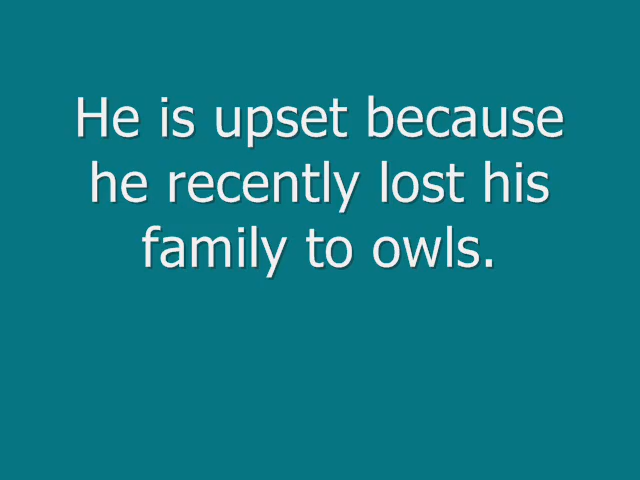 He is upset because
he recently lost his
family to owls.